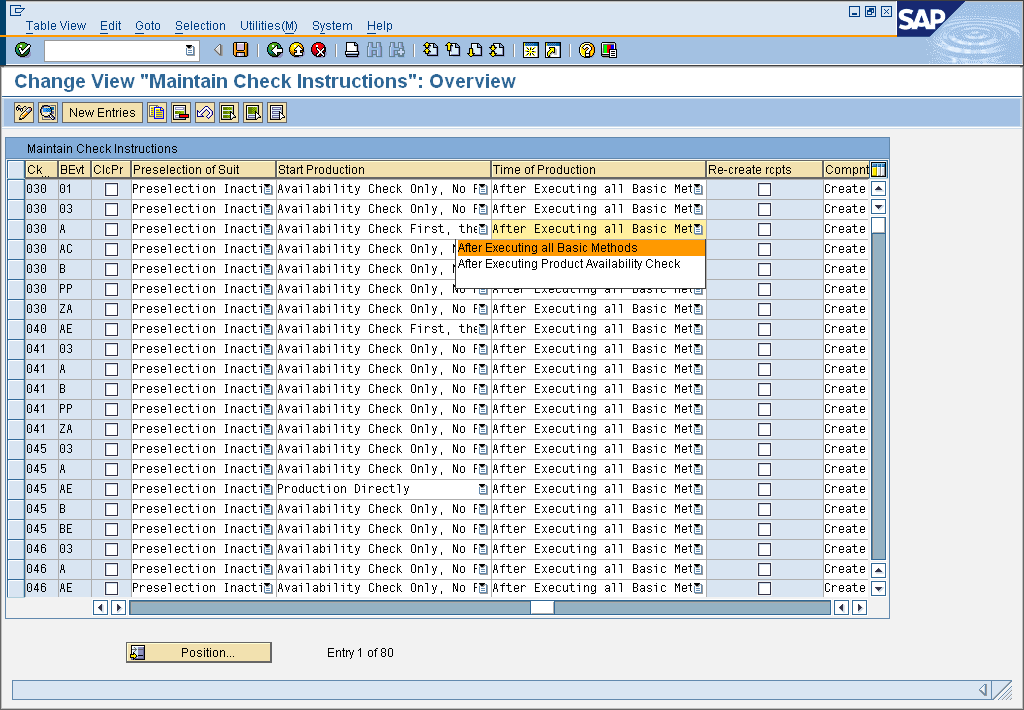 Table View Edit Goto Selection Utilities(M) System Help
SAP
Change View "Maintain Check Instructions": Overview
New Entries
Maintain Check Instructions
Ck... BEvt ClcPr Preselection of Suit Start Production Time of Production Re-create rcpts Compnt
030 01 Preselection Inacti Availability Check Only, No After Executing all Basic Met Create
030 03 Preselection Inacti Availability Check Only, No After Executing all Basic Met Create
030 A Preselection Inacti Availability Check First, the After Executing all Basic Met Create
030 AC Preselection Inacti Availability Check Only, Create
After Executing all Basic Methods
030 B Preselection Inacti Availability Check Only, Create
After Executing Product Availability Check
030 PP Preselection Inacti Availability Check Only, No After Executing all Basic Met Create
030 ZA Preselection Inacti Availability Check Only, No After Executing all Basic Met Create
040 AE Preselection Inacti Availability Check First, the After Executing all Basic Met Create
041 03 Preselection Inacti Availability Check Only, No After Executing all Basic Met Create
041 A Preselection Inacti Availability Check Only, No After Executing all Basic Met Create
041 B Preselection Inacti Availability Check Only, No After Executing all Basic Met Create
041 PP Preselection Inacti Availability Check Only, No After Executing all Basic Met Create
041 ZA Preselection Inacti Availability Check Only, No After Executing all Basic Met Create
045 03 Preselection Inacti Availability Check Only, No After Executing all Basic Met Create
045 A Preselection Inacti Availability Check Only, No After Executing all Basic Met Create
045 AE Preselection Inacti Production Directly After Executing all Basic Met Create
045 B Preselection Inacti Availability Check Only, No After Executing all Basic Met Create
045 BE Preselection Inacti Availability Check Only, No After Executing all Basic Met Create
046 03 Preselection Inacti Availability Check Only, No After Executing all Basic Met Create
046 A Preselection Inacti Availability Check Only, No After Executing all Basic Met Create
046 AE Preselection Inacti Availability Check Only, No After Executing all Basic Met Create
Position... Entry 1 of 80